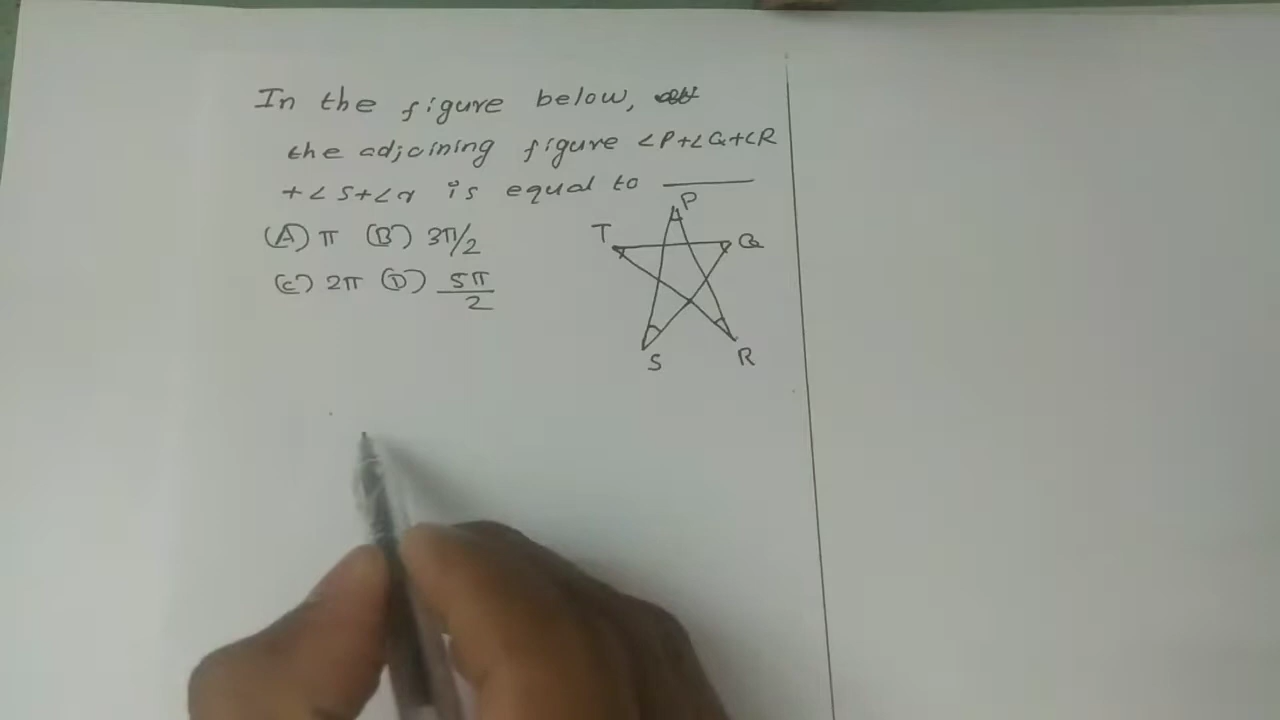 In the figure below,
the adjoining figure ∠P+∠Q+∠R
+∠S+∠r is equal to ____
(A) π (B) 3π/2
(C) 2π (D) 5π/2
P
T
Q
S
R